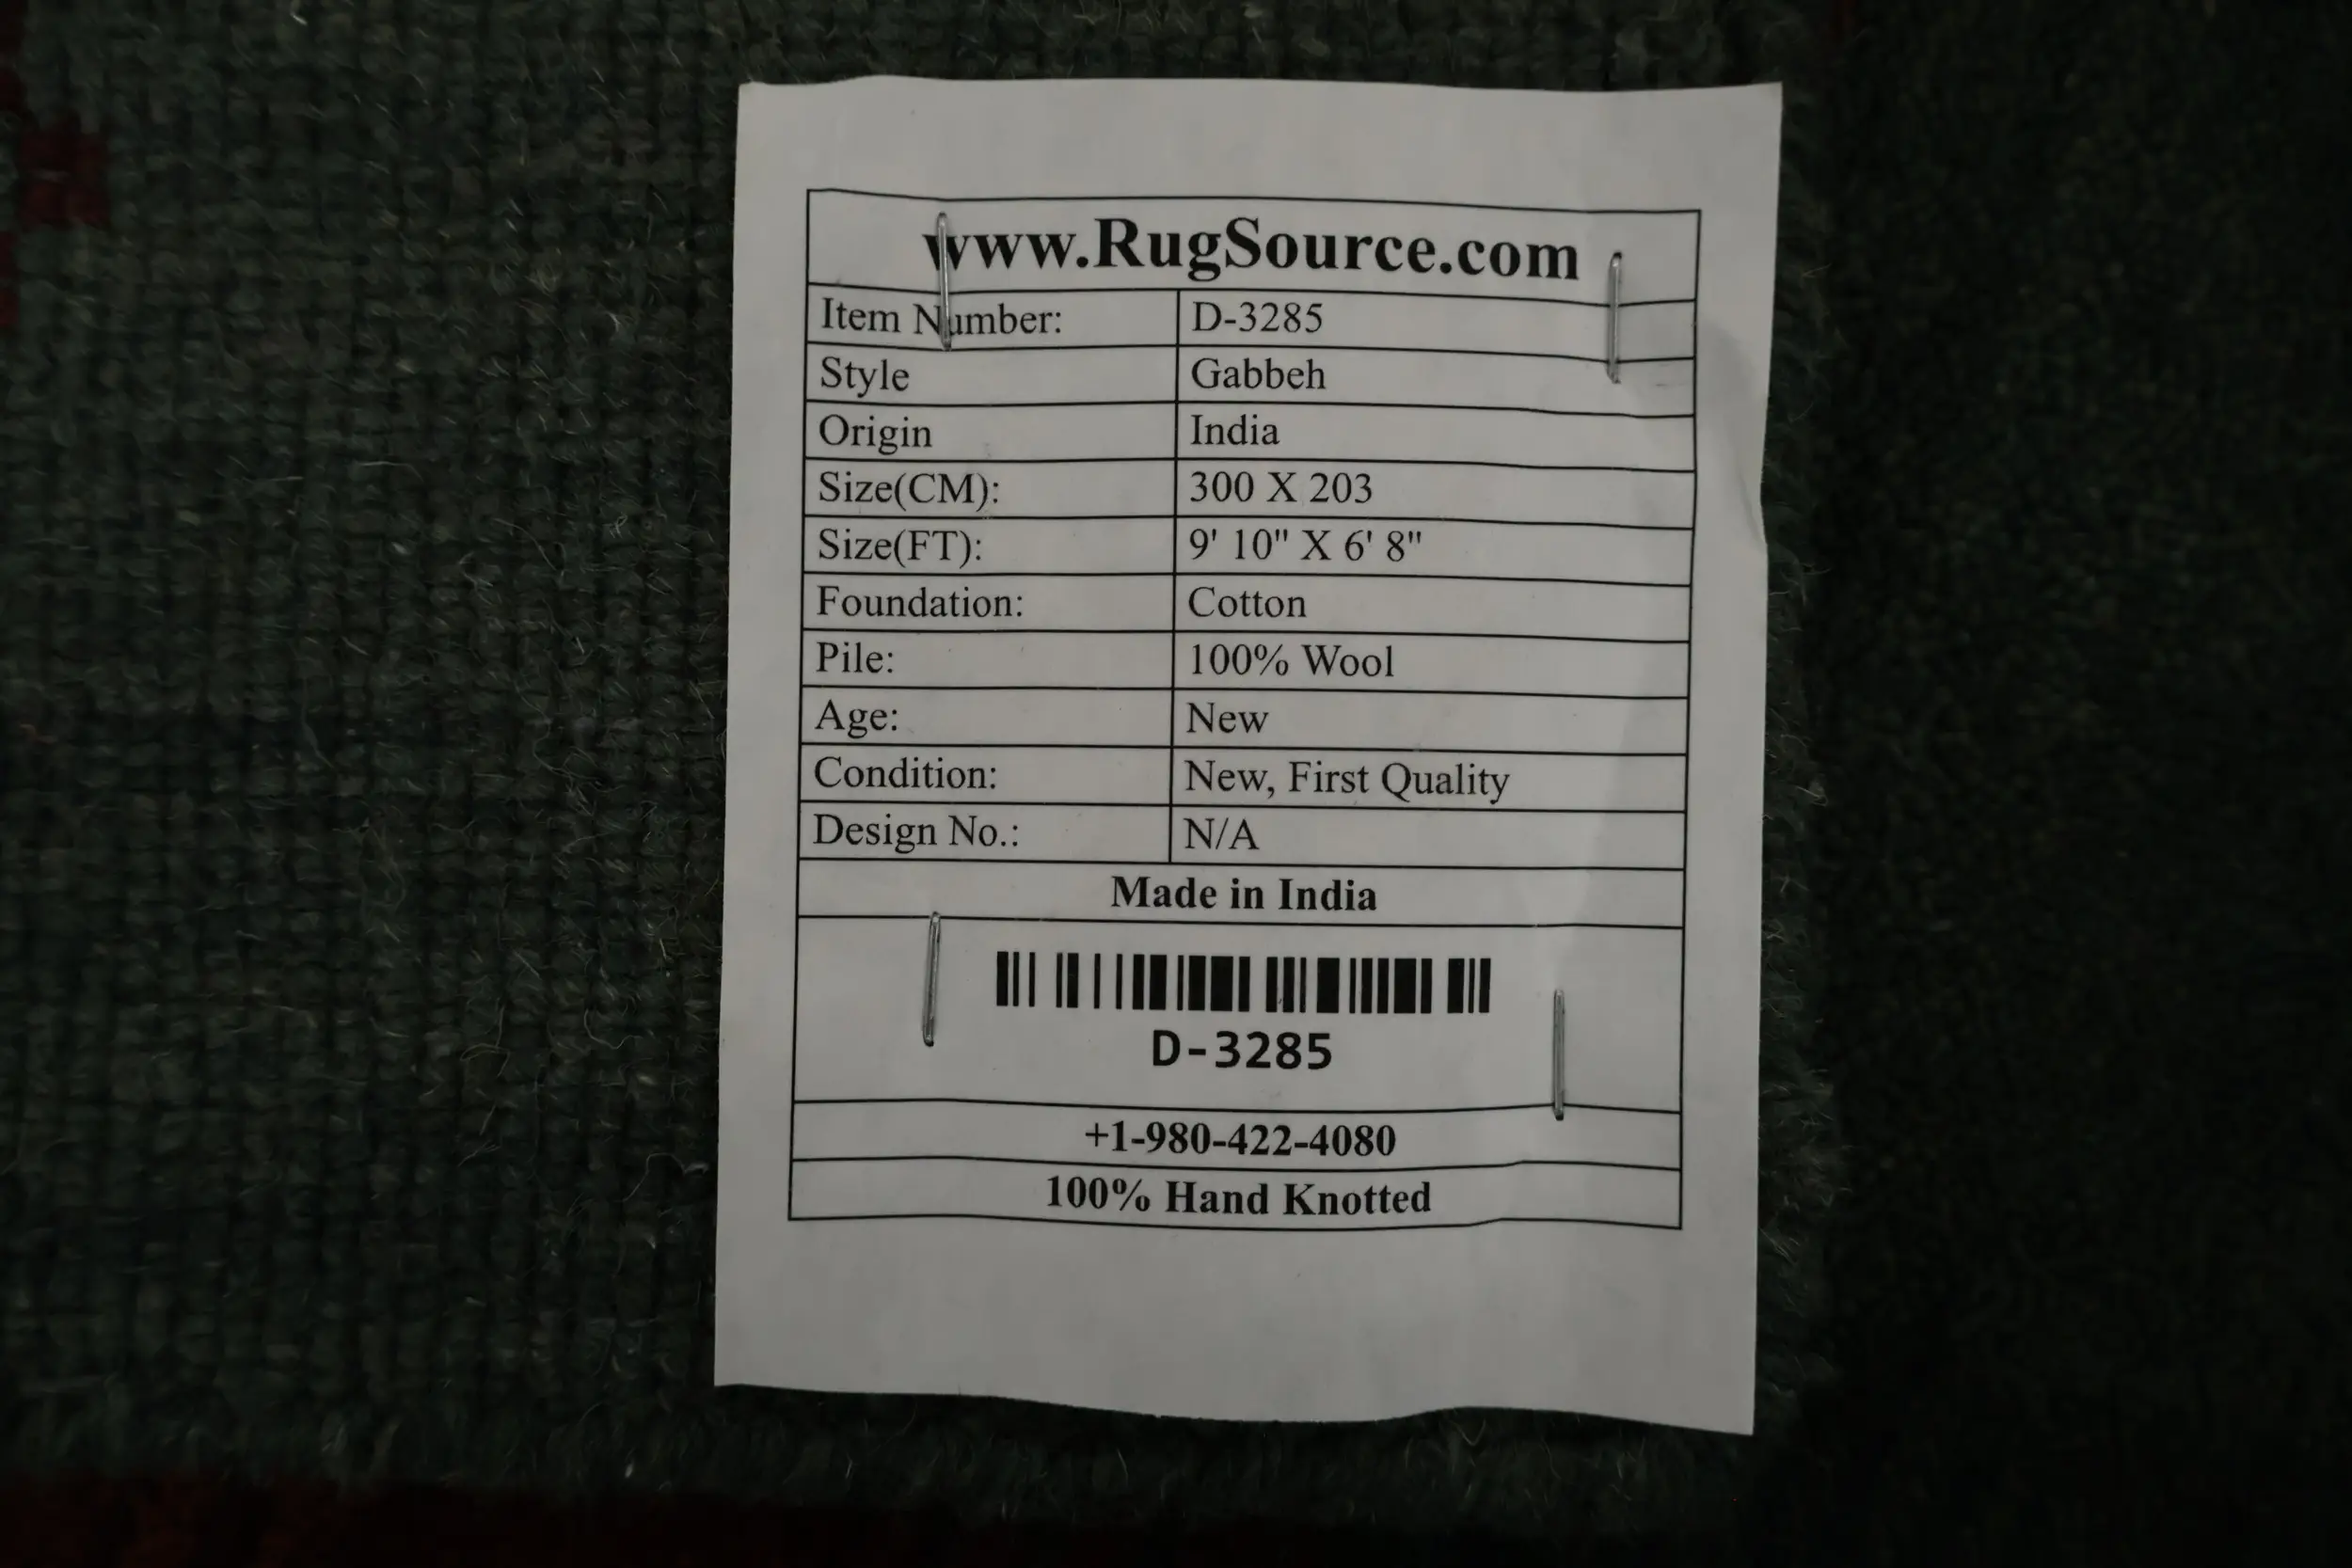 www.RugSource.com
Item Number: D-3285
Style Gabbeh
Origin India
Size(CM): 300 X 203
Size(FT): 9' 10" X 6' 8"
Foundation: Cotton
Pile: 100% Wool
Age: New
Condition: New, First Quality
Design No.: N/A
Made in India
D-3285
+1-980-422-4080
100% Hand Knotted